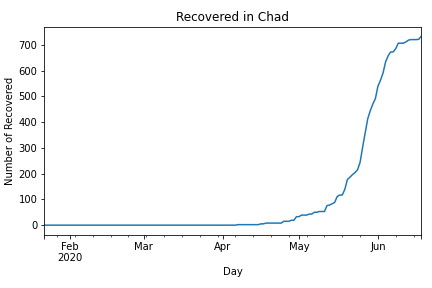 Recovered in Chad
Number of Recovered
700
600
500
400
300
200
100
0
Feb
2020
Mar
Apr
May
Jun
Day